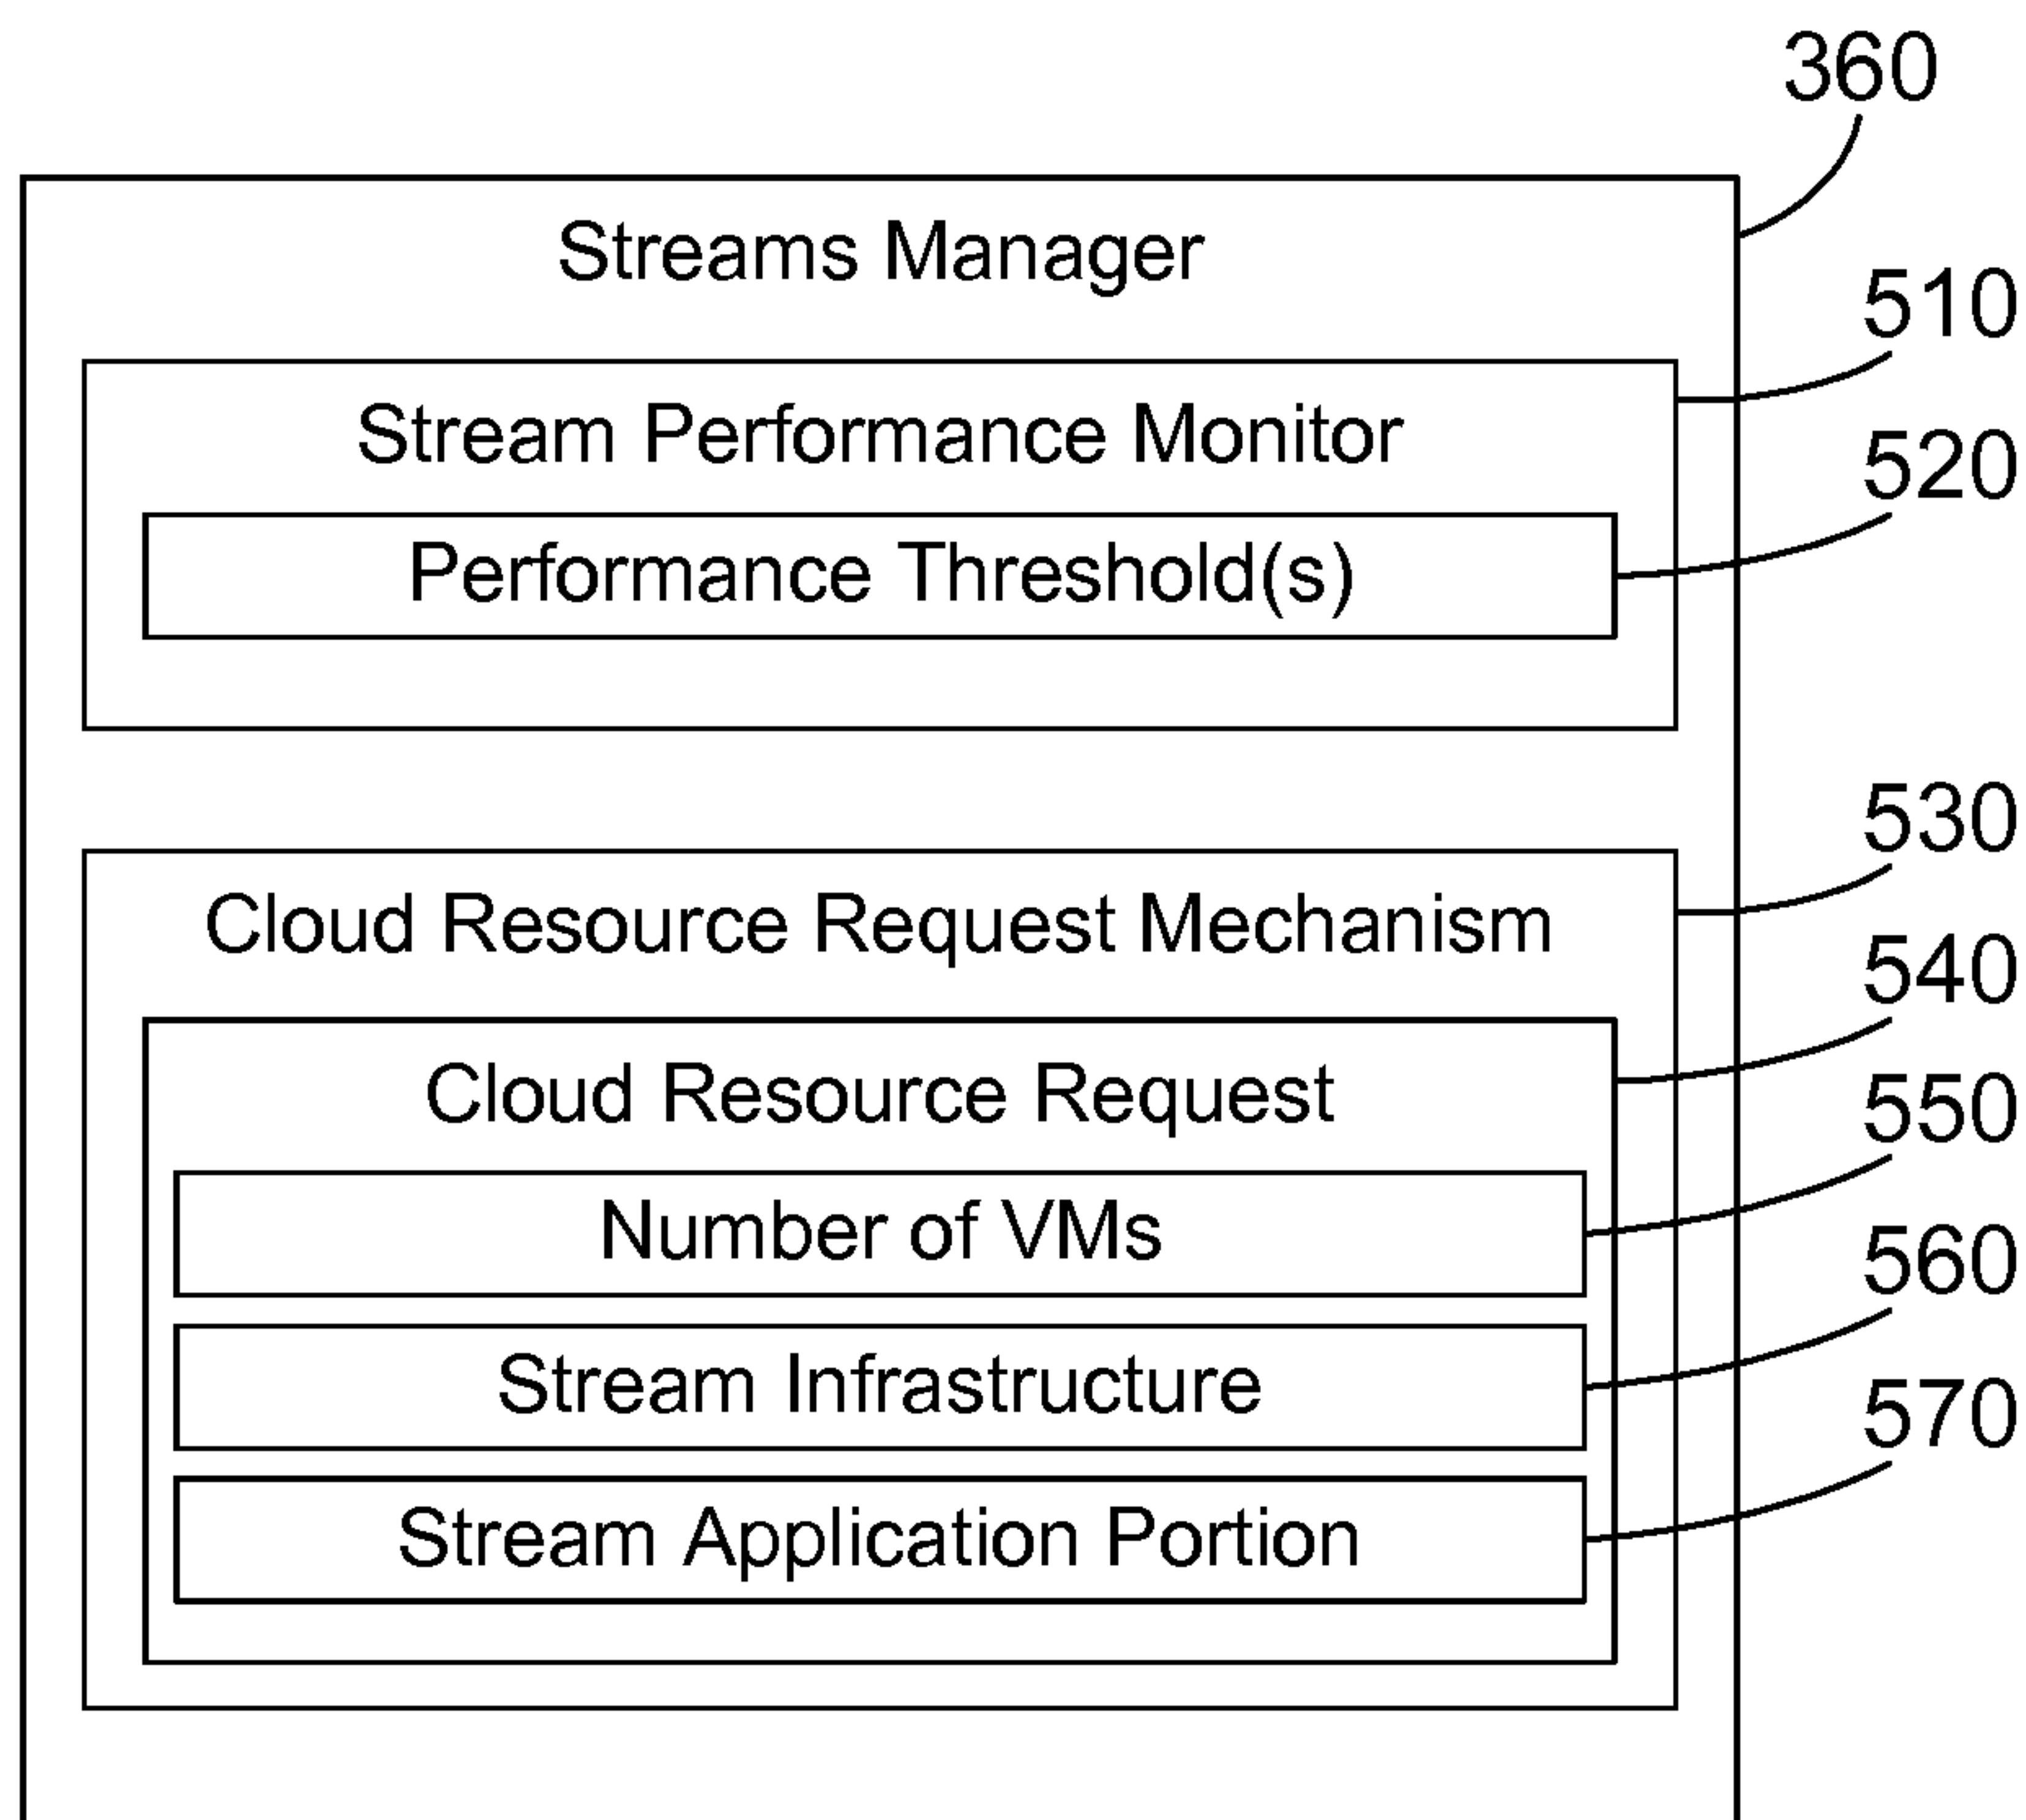 360
Streams Manager
510
Stream Performance Monitor
520
Performance Threshold(s)
530
Cloud Resource Request Mechanism
540
Cloud Resource Request
550
Number of VMs
560
Stream Infrastructure
570
Stream Application Portion